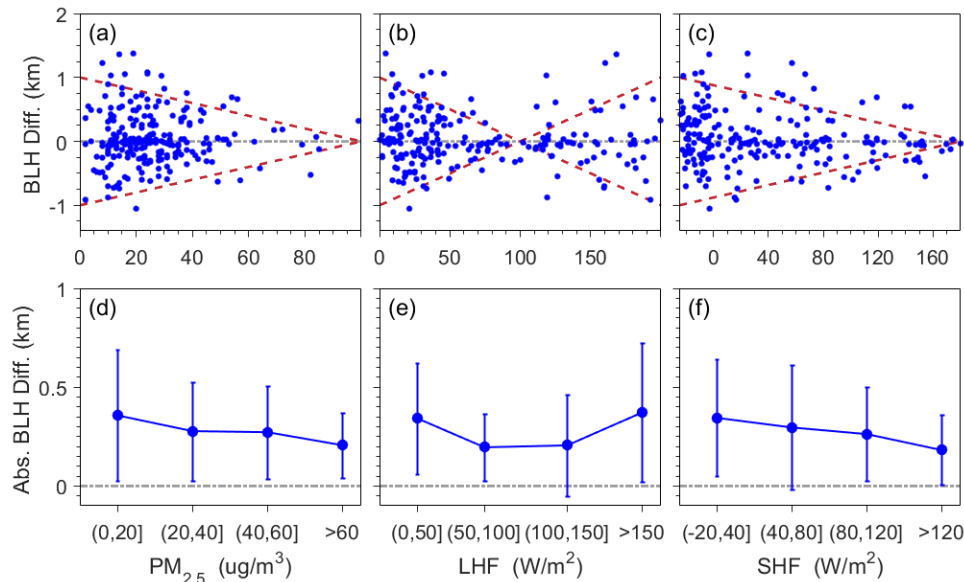 (a) (b) (c)
BLH Diff. (km)
2
1
0
-1
0 20 40 60 80
0 50 100 150
0 40 80 120 160
(d) (e) (f)
Abs. BLH Diff. (km)
1
0.5
0
(0,20] (20,40] (40,60] >60
(0,50] (50,100] (100,150] >150
(-20,40] (40,80] (80,120] >120
PM2.5 (ug/m³)
LHF (W/m²)
SHF (W/m²)